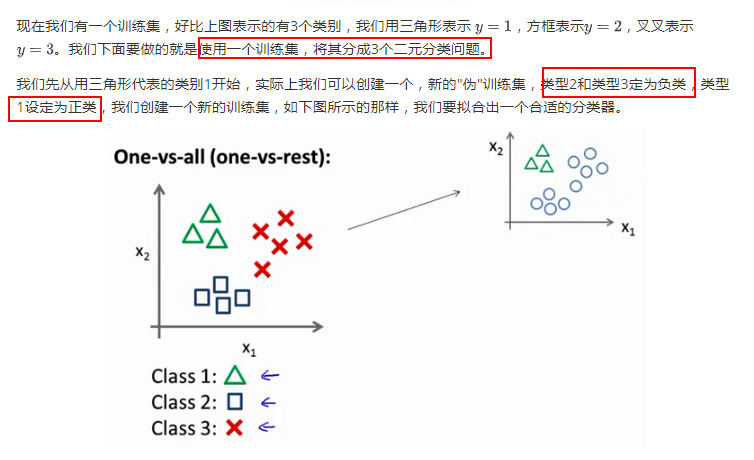 现在我们有一个训练集，好比上图表示的有3个类别，我们用三角形表示 y = 1，方框表示y = 2，叉叉表示
y = 3。我们下面要做的就是使用一个训练集，将其分成3个二元分类问题。
我们先从用三角形代表的类别1开始，实际上我们可以创建一个，新的"伪"训练集，类型2和类型3定为负类，类型
1设定为正类，我们创建一个新的训练集，如下图所示的那样，我们要拟合出一个合适的分类器。
One-vs-all (one-vs-rest):
x₂
x₁
x₂
x₁
Class 1:
Class 2:
Class 3: